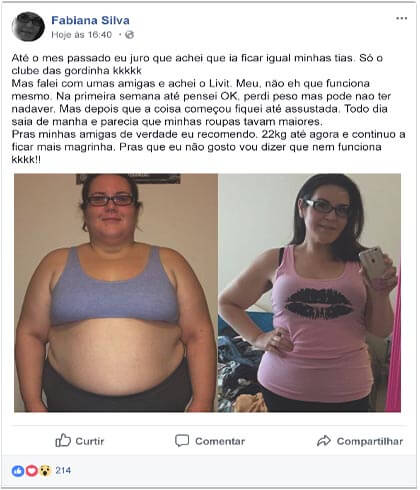 Fabiana Silva
Hoje às 16:40 ·
Até o mes passado eu juro que achei que ia ficar igual minhas tias. Só o
clube das gordinha kkkkk
Mas falei com umas amigas e achei o Livit. Meu, não eh que funciona
mesmo. Na primeira semana até pensei OK, perdi peso mas pode nao ter
nadaver. Mas depois que a coisa começou fiquei até assustada. Todo dia
saia de manha e parecia que minhas roupas tavam maiores.
Pras minhas amigas de verdade eu recomendo. 22kg até agora e continuo a
ficar mais magrinha. Pras que eu não gosto vou dizer que nem funciona
kkkk!!
Curtir
Comentar
Compartilhar
214